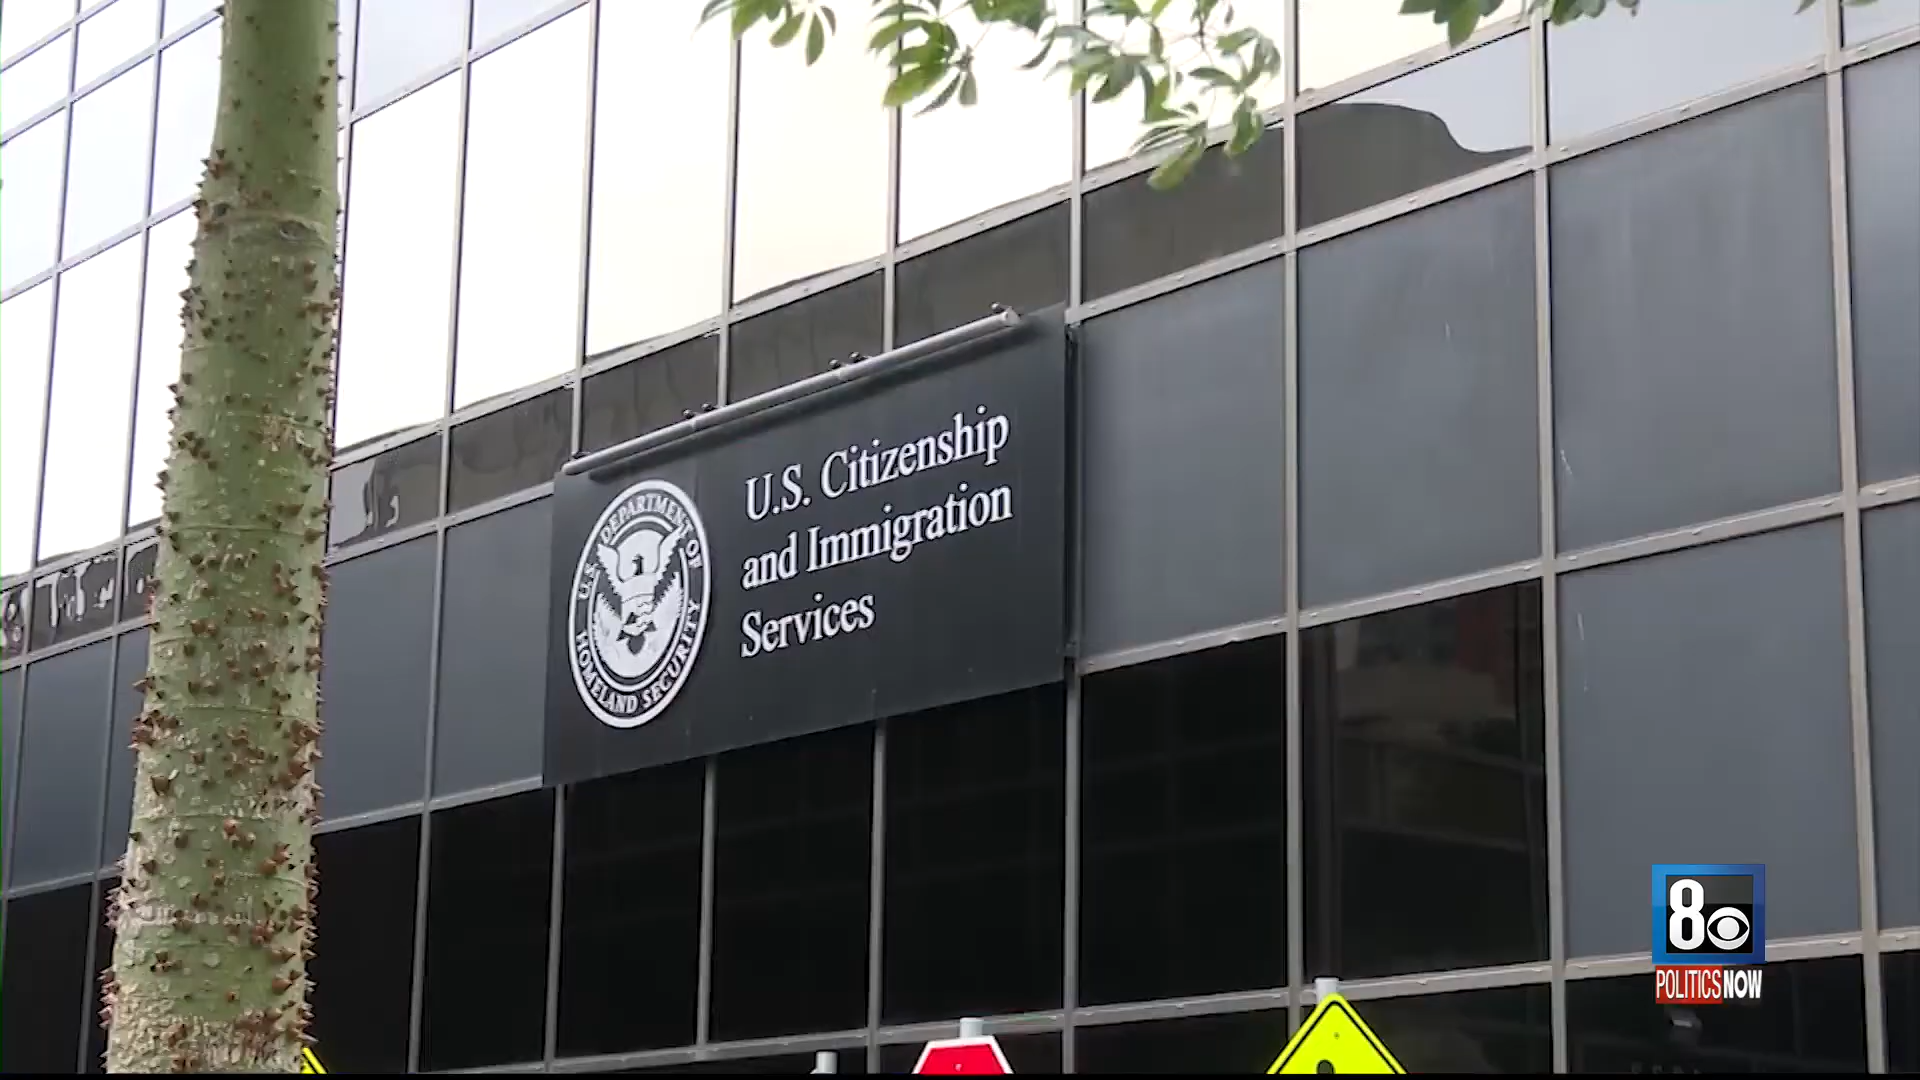 U.S. Citizenship
and Immigration
Services
U.S. DEPARTMENT OF
HOMELAND SECURITY
8
POLITICS NOW